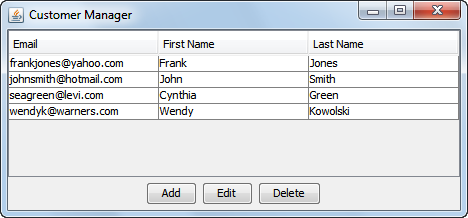 Customer Manager
Email First Name Last Name
frankjones@yahoo.com Frank Jones
johnsmith@hotmail.com John Smith
seagreen@levi.com Cynthia Green
wendyk@warners.com Wendy Kowolski
Add Edit Delete